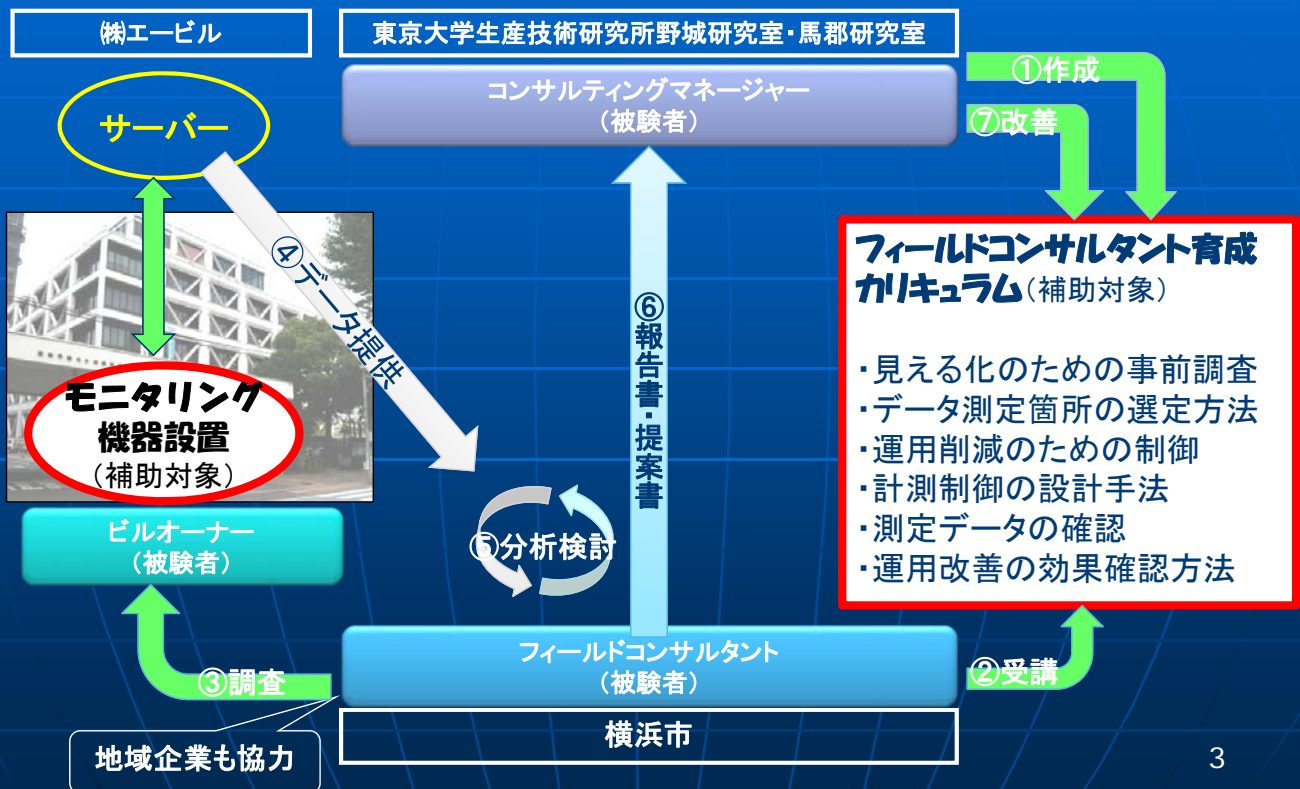 ㈱エービル
東京大学生産技術研究所野城研究室・馬郡研究室
サーバー
コンサルティングマネージャー
(被験者)
①作成
⑦改善
④データ提供
⑥報告書・提案書
フィールドコンサルタント育成
カリキュラム(補助対象)
・見える化のための事前調査
・データ測定箇所の選定方法
・運用削減のための制御
・計測制御の設計手法
・測定データの確認
・運用改善の効果確認方法
モニタリング
機器設置
(補助対象)
ビルオーナー
(被験者)
⑤分析検討
フィールドコンサルタント
(被験者)
③調査
②受講
横浜市
地域企業も協力
3